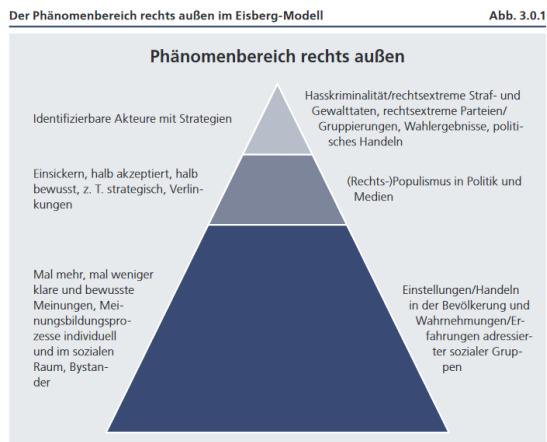 Der Phänomenbereich rechts außen im Eisberg-Modell
Abb. 3.0.1
Phänomenbereich rechts außen
Identifizierbare Akteure mit Strategien
Hasskriminalität/rechtsextreme Straf- und
Gewalttaten, rechtsextreme Parteien/
Gruppierungen, Wahlergebnisse, politi-
sches Handeln
Einsickern, halb akzeptiert, halb
bewusst, z. T. strategisch, Verlin-
kungen
(Rechts-)Populismus in Politik und
Medien
Mal mehr, mal weniger
klare und bewusste
Meinungen, Mei-
nungsbildungspro-
zesse individuell
und im sozialen
Raum, Bystan-
der
Einstellungen/Handeln
in der Bevölkerung und
Wahrnehmungen/Er-
fahrungen adressier-
ter sozialer Grup-
pen